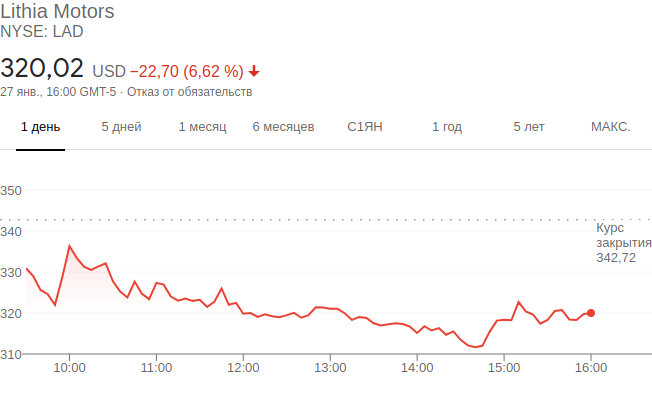 Lithia Motors
NYSE: LAD
320,02 USD −22,70 (6,62 %)
27 янв., 16:00 GMT-5 · Отказ от обязательств
1 день 5 дней 1 месяц 6 месяцев С1ЯН 1 год 5 лет МАКС.
350
340
330
320
310
Курс
закрытия
342,72
10:00 11:00 12:00 13:00 14:00 15:00 16:00